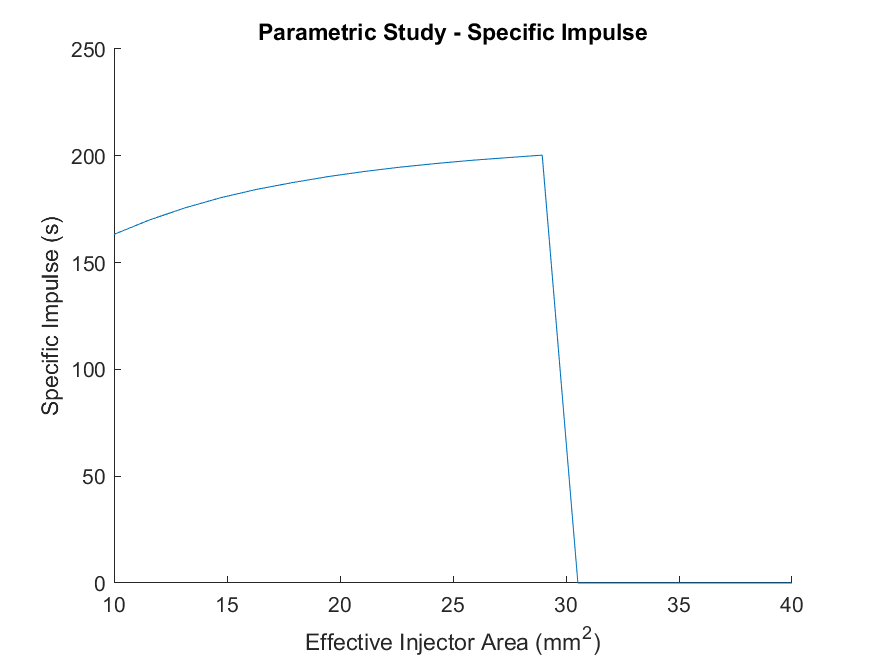 Parametric Study - Specific Impulse
250
200
150
100
50
0
Specific Impulse (s)
10 15 20 25 30 35 40
Effective Injector Area (mm²)